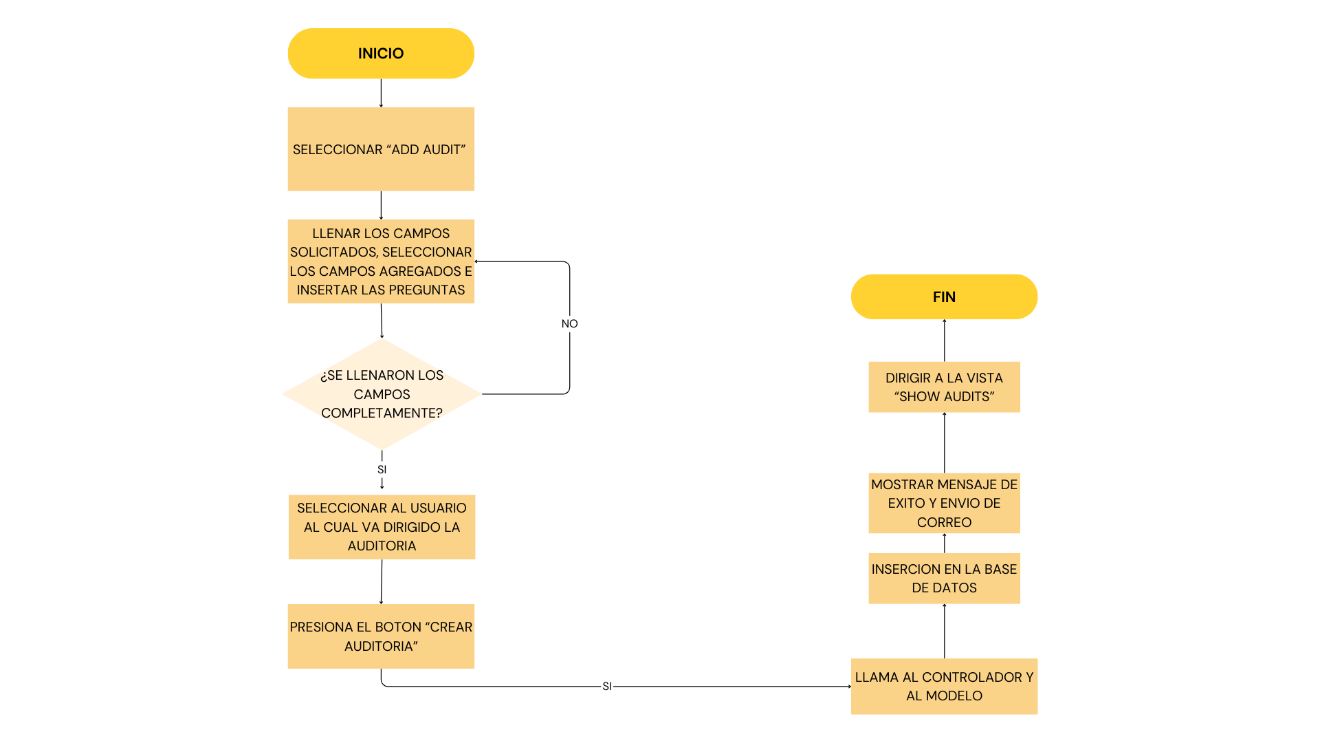 INICIO
SELECCIONAR “ADD AUDIT”
LLENAR LOS CAMPOS
SOLICITADOS, SELECCIONAR
LOS CAMPOS AGREGADOS E
INSERTAR LAS PREGUNTAS
NO
¿SE LLENARON LOS
CAMPOS
COMPLETAMENTE?
SI
SELECCIONAR AL USUARIO
AL CUAL VA DIRIGIDO LA
AUDITORIA
PRESIONA EL BOTON “CREAR
AUDITORIA”
SI
LLAMA AL CONTROLADOR Y
AL MODELO
INSERCION EN LA BASE
DE DATOS
MOSTRAR MENSAJE DE
EXITO Y ENVIO DE
CORREO
DIRIGIR A LA VISTA
“SHOW AUDITS”
FIN